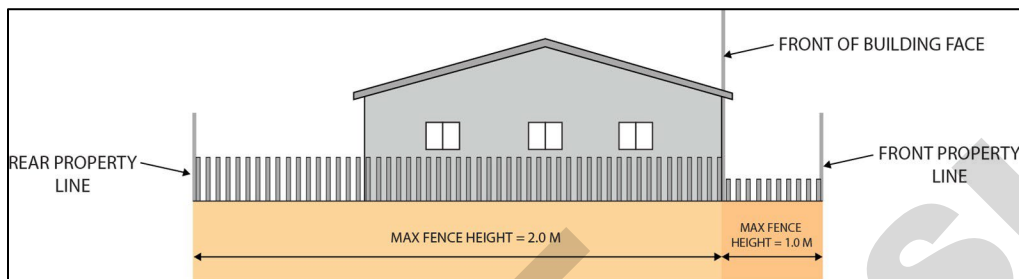 FRONT OF BUILDING FACE
REAR PROPERTY
LINE
FRONT PROPERTY
LINE
MAX FENCE HEIGHT = 2.0 M
MAX FENCE
HEIGHT = 1.0 M